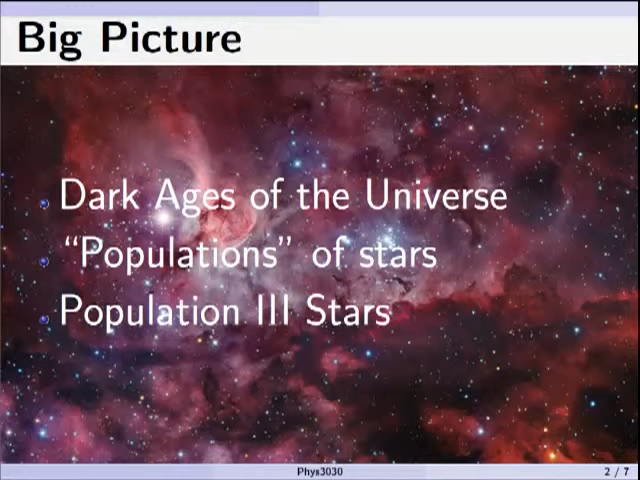 Big Picture
Dark Ages of the Universe
“Populations” of stars
Population III Stars
Phys3030
2 / 7